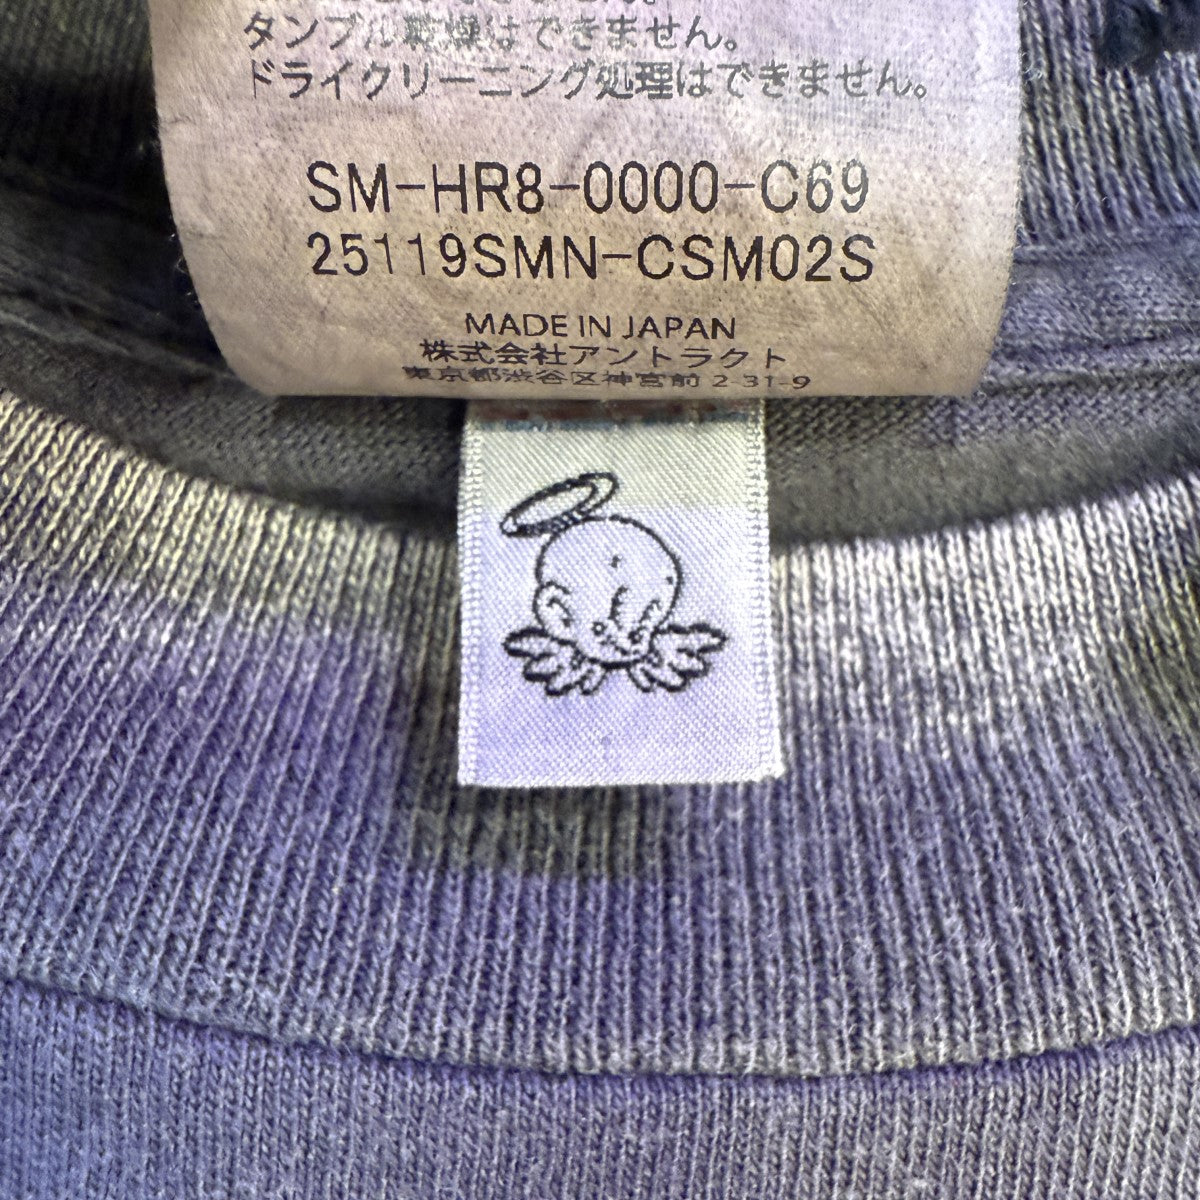 タンブル乾燥はできません。
ドライクリーニング処理はできません。
SM-HR8-0000-C69
25119SMN-CSM02S
MADE IN JAPAN
株式会社アントラクト
東京都渋谷区神宮前 2-31-9